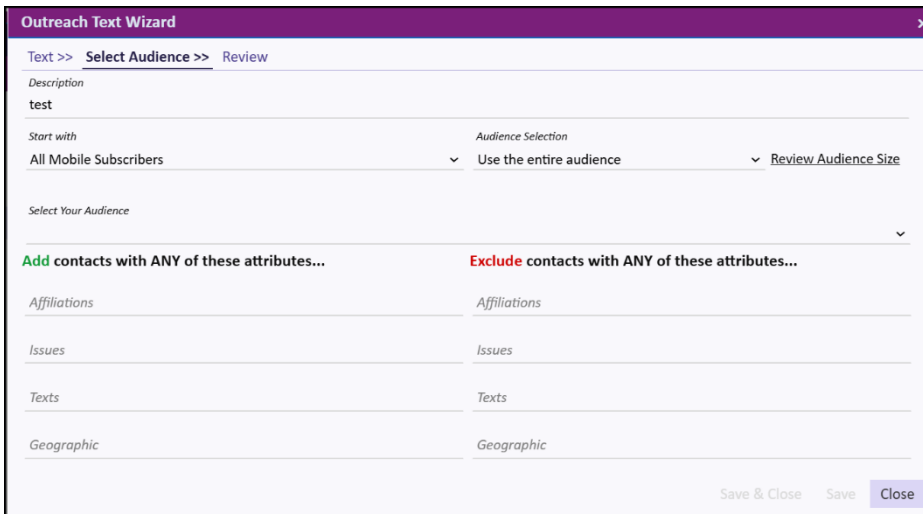 Outreach Text Wizard
Text >> Select Audience >> Review
Description
test
Start with
Audience Selection
All Mobile Subscribers
Use the entire audience
Review Audience Size
Select Your Audience
Add contacts with ANY of these attributes...
Exclude contacts with ANY of these attributes...
Affiliations
Affiliations
Issues
Issues
Texts
Texts
Geographic
Geographic
Save & Close Save Close